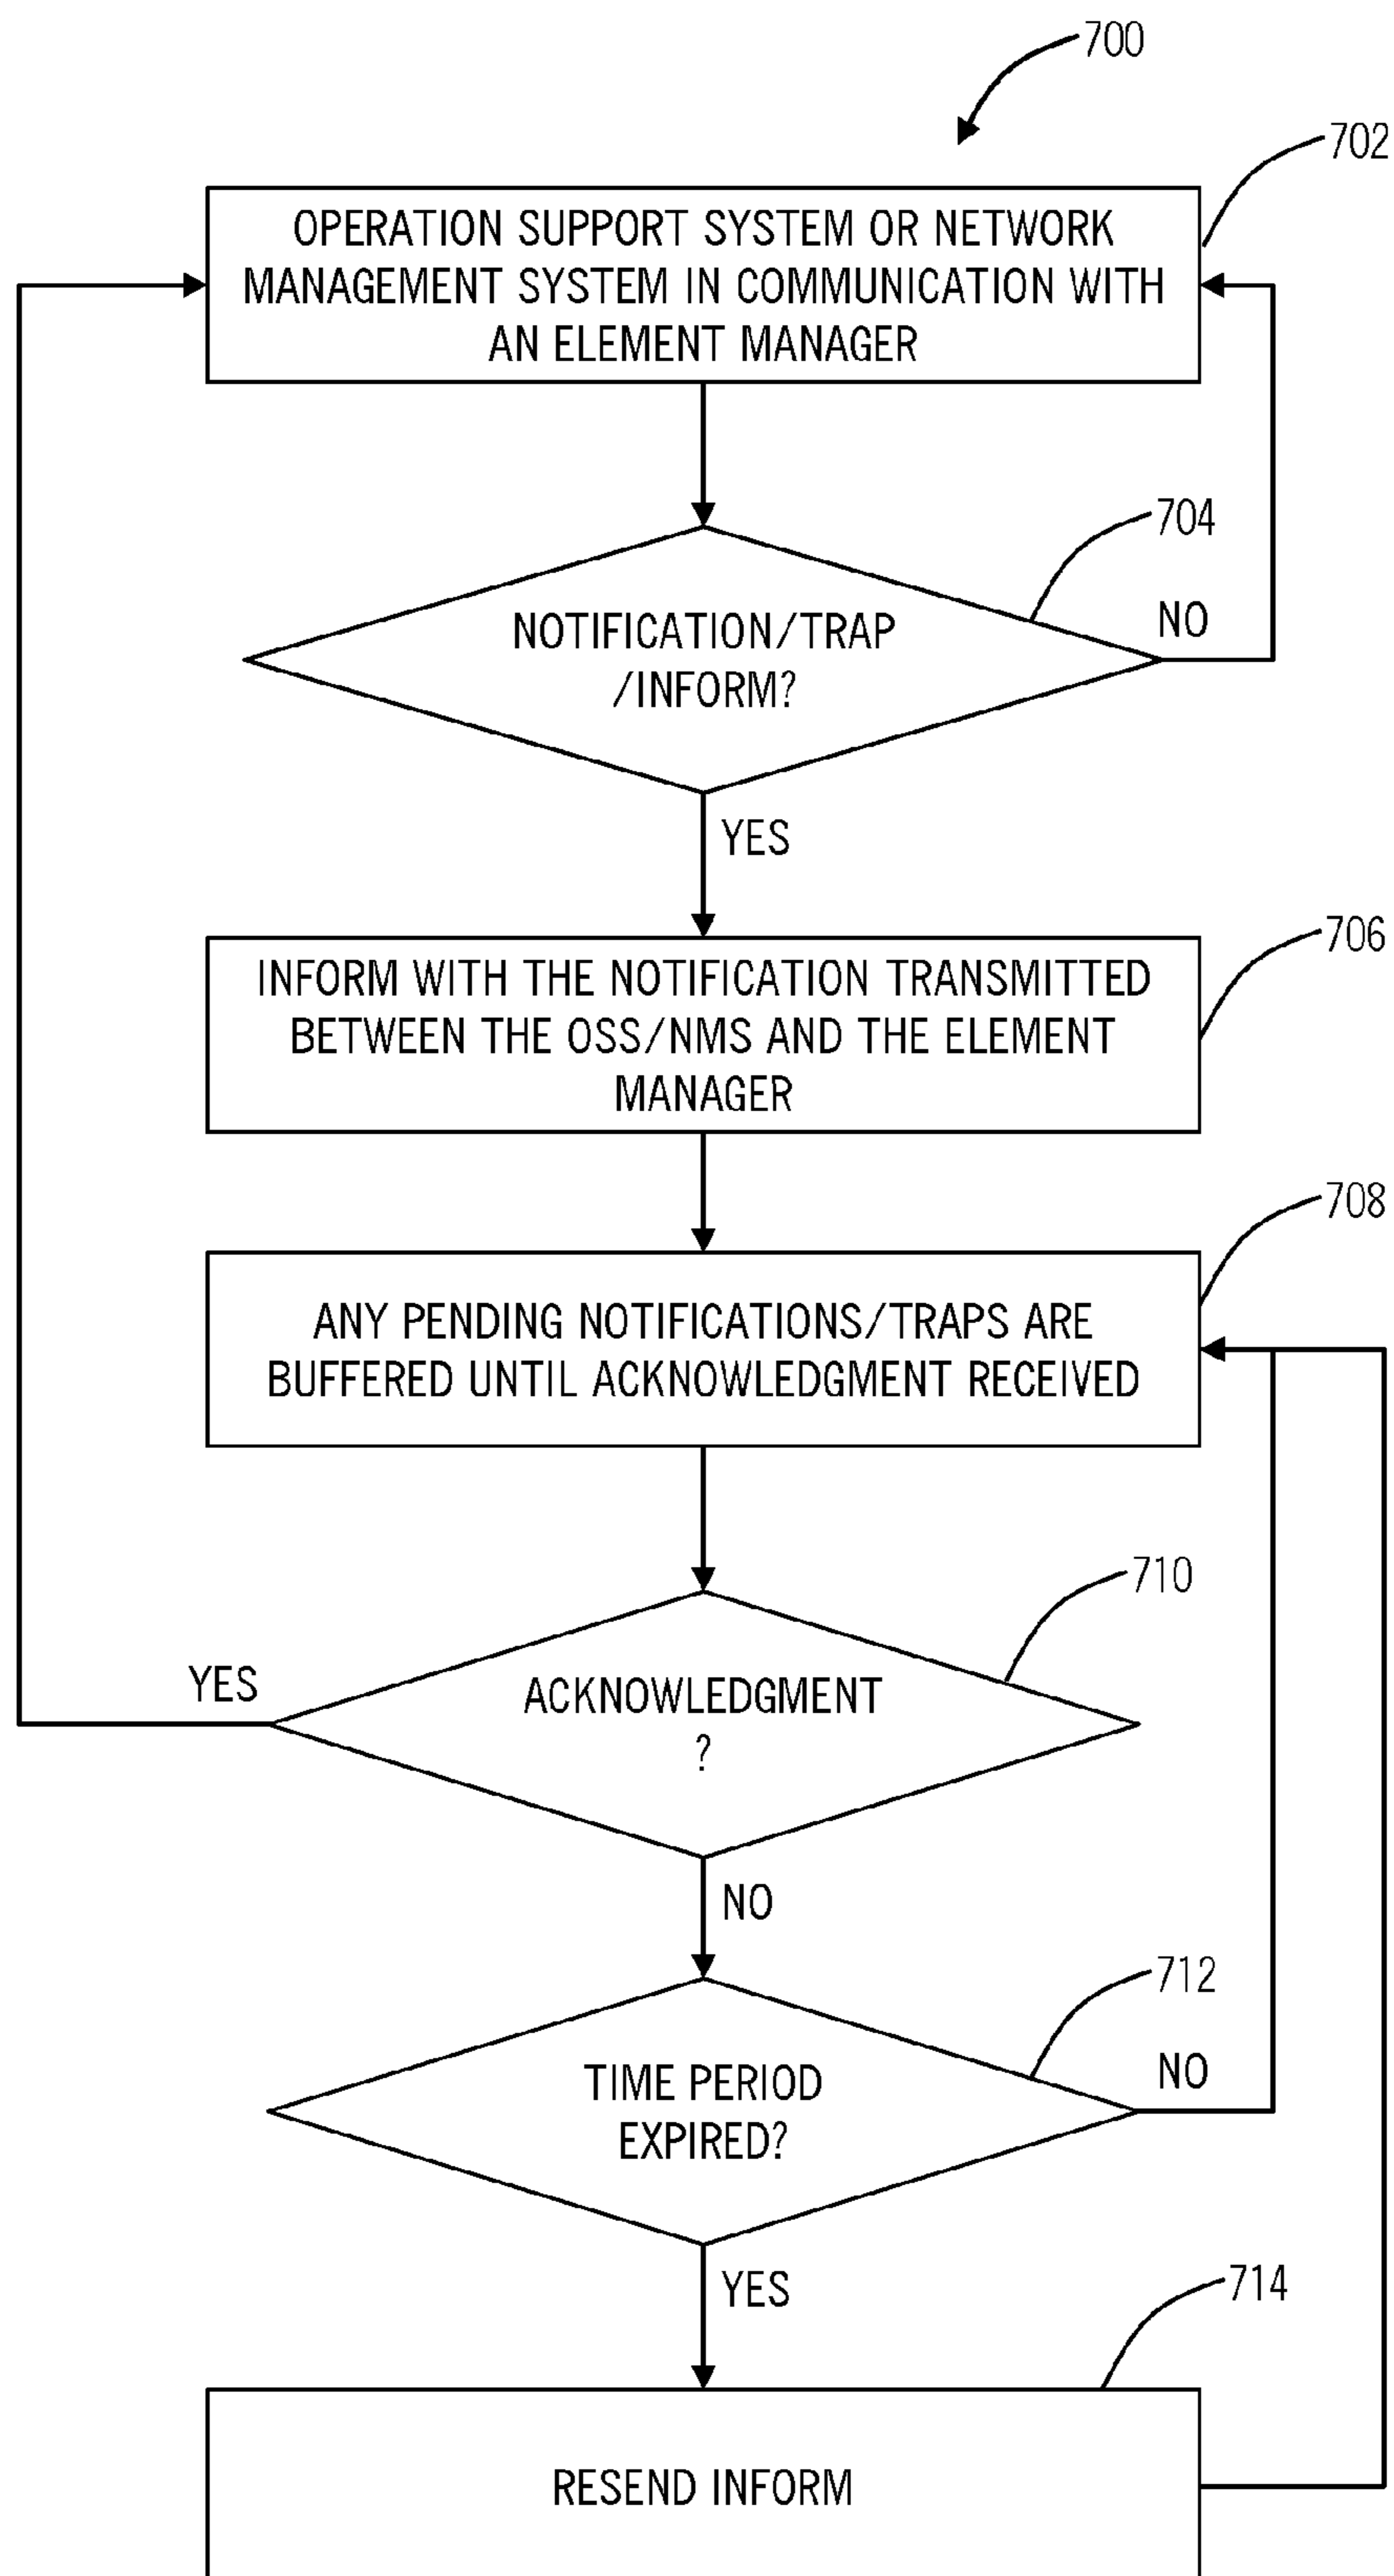 700
702
OPERATION SUPPORT SYSTEM OR NETWORK
MANAGEMENT SYSTEM IN COMMUNICATION WITH
AN ELEMENT MANAGER
704
NOTIFICATION/TRAP
/INFORM?
NO
YES
706
INFORM WITH THE NOTIFICATION TRANSMITTED
BETWEEN THE OSS/NMS AND THE ELEMENT
MANAGER
708
ANY PENDING NOTIFICATIONS/TRAPS ARE
BUFFERED UNTIL ACKNOWLEDGMENT RECEIVED
710
YES
ACKNOWLEDGMENT
?
NO
712
TIME PERIOD
EXPIRED?
NO
YES
714
RESEND INFORM